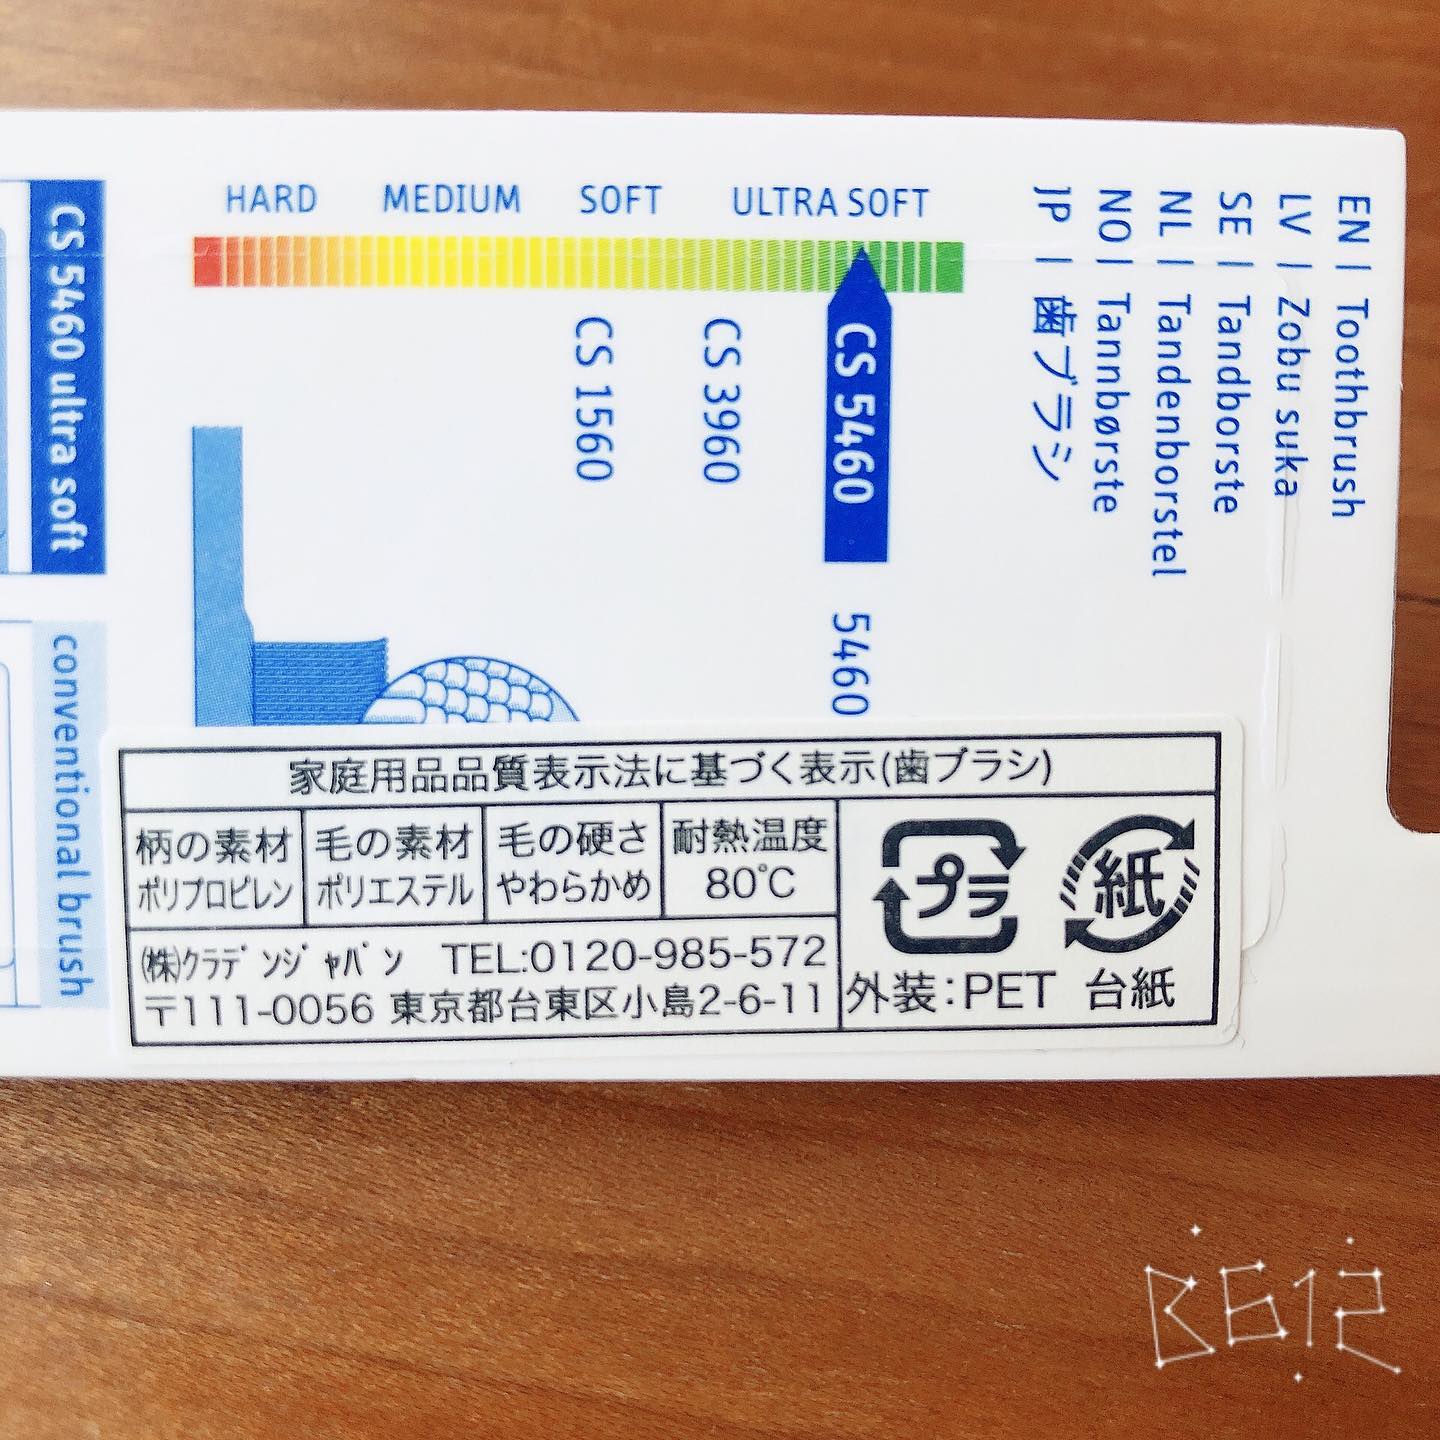 HARD MEDIUM SOFT ULTRA SOFT
CS 1560
CS 3960
CS 5460
5460
EN | Toothbrush
LV | Zobu suka
SE | Tandborste
NL | Tandenborstel
NO | Tannbørste
JP | 歯ブラシ
CS 5460 ultra soft
conventional brush
家庭用品品質表示法に基づく表示(歯ブラシ)
柄の素材 毛の素材 毛の硬さ 耐熱温度
ポリプロピレン ポリエステル やわらかめ 80℃
(株)クラデンジャパン TEL:0120-985-572
〒111-0056 東京都台東区小島2-6-11
プラ 紙
外装:PET 台紙
B612